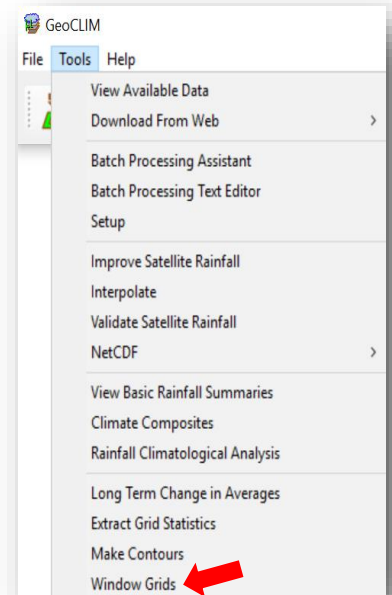 GeoCLIM
File Tools Help
View Available Data
Download From Web >
Batch Processing Assistant
Batch Processing Text Editor
Setup
Improve Satellite Rainfall
Interpolate
Validate Satellite Rainfall
NetCDF >
View Basic Rainfall Summaries
Climate Composites
Rainfall Climatological Analysis
Long Term Change in Averages
Extract Grid Statistics
Make Contours
Window Grids